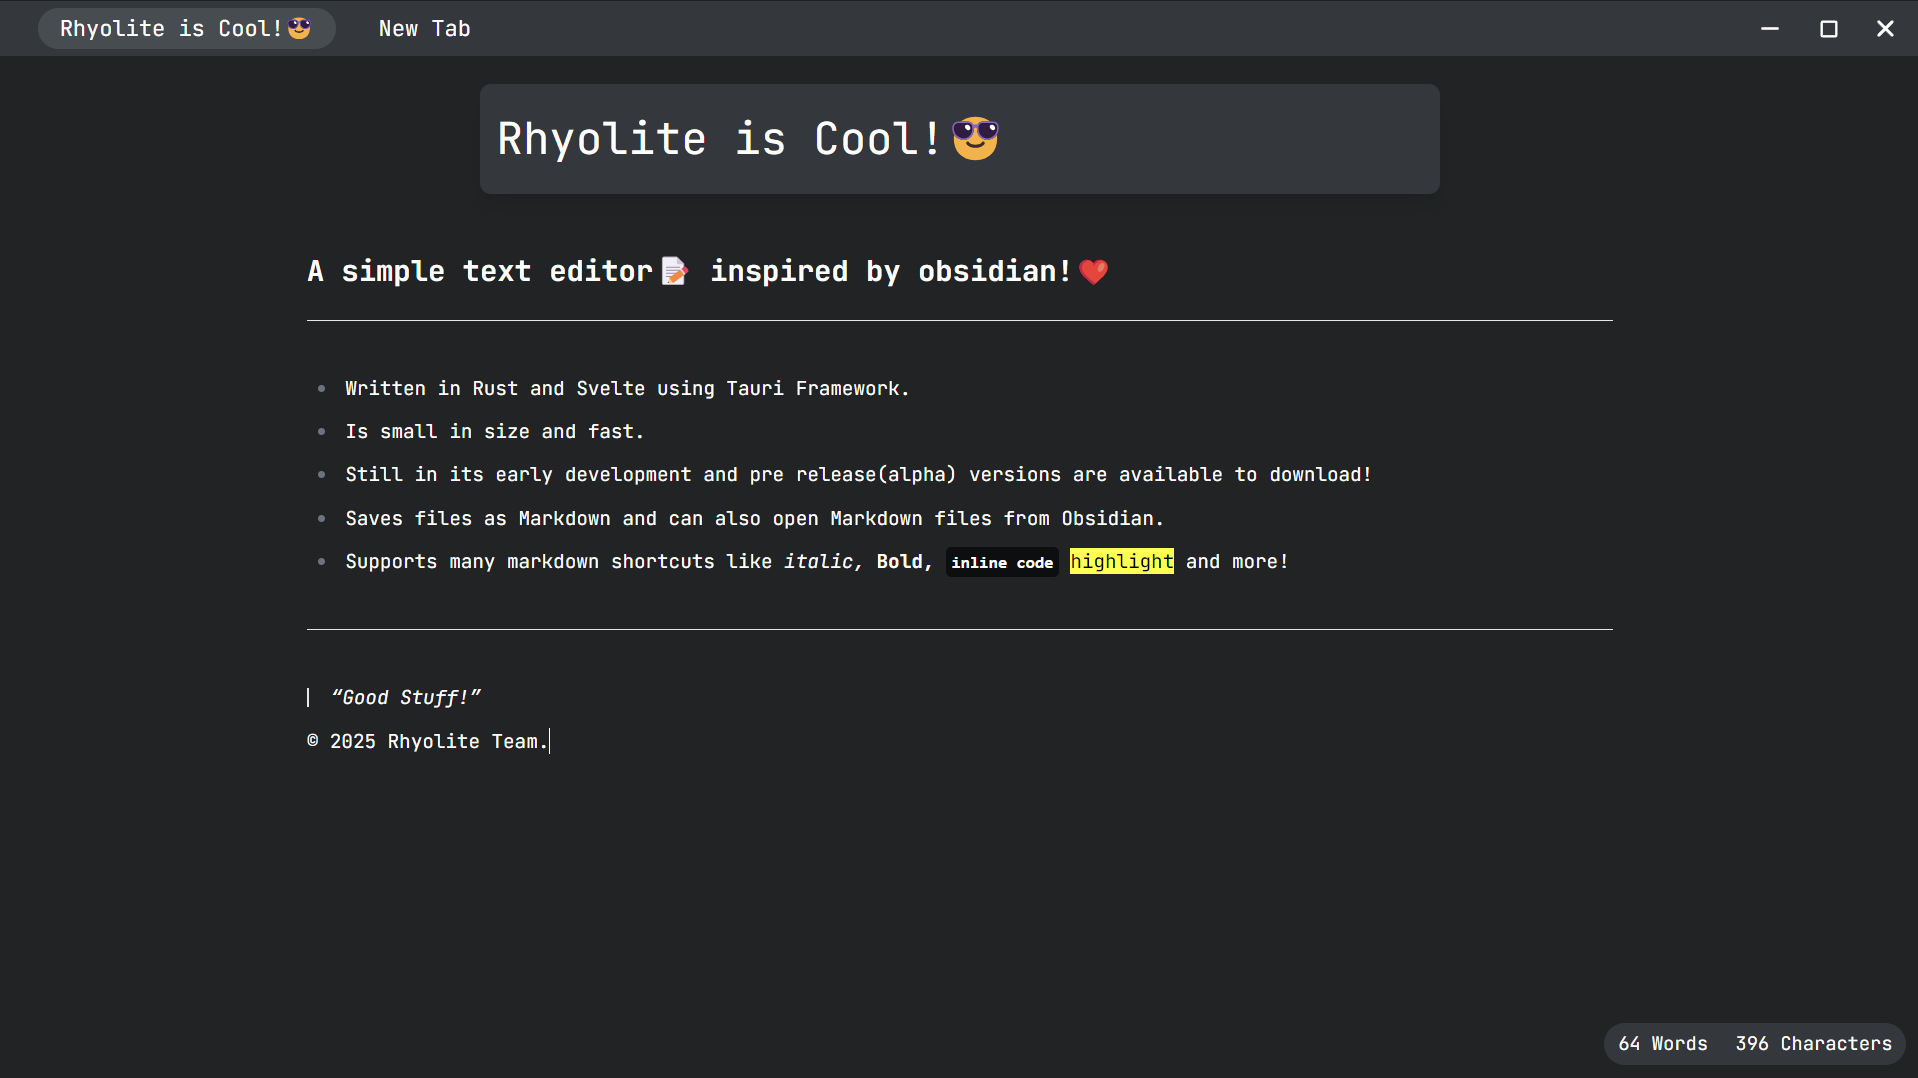 Rhyolite is Cool!😎 New Tab
Rhyolite is Cool!😎
A simple text editor📝 inspired by obsidian!❤️
Written in Rust and Svelte using Tauri Framework.
Is small in size and fast.
Still in its early development and pre release(alpha) versions are available to download!
Saves files as Markdown and can also open Markdown files from Obsidian.
Supports many markdown shortcuts like italic, Bold, inline code highlight and more!
“Good Stuff!”
© 2025 Rhyolite Team.
64 Words 396 Characters